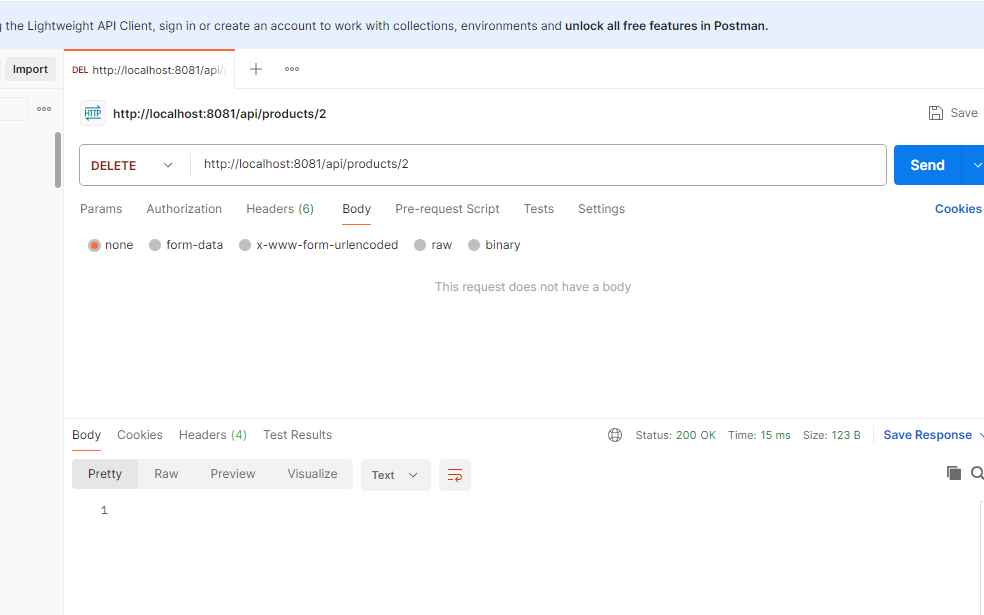 the Lightweight API Client, sign in or create an account to work with collections, environments and unlock all free features in Postman.
Import DEL http://localhost:8081/api/
HTTP http://localhost:8081/api/products/2 Save
DELETE http://localhost:8081/api/products/2 Send
Params Authorization Headers (6) Body Pre-request Script Tests Settings Cookies
none form-data x-www-form-urlencoded raw binary
This request does not have a body
Body Cookies Headers (4) Test Results Status: 200 OK Time: 15 ms Size: 123 B Save Response
Pretty Raw Preview Visualize Text
1